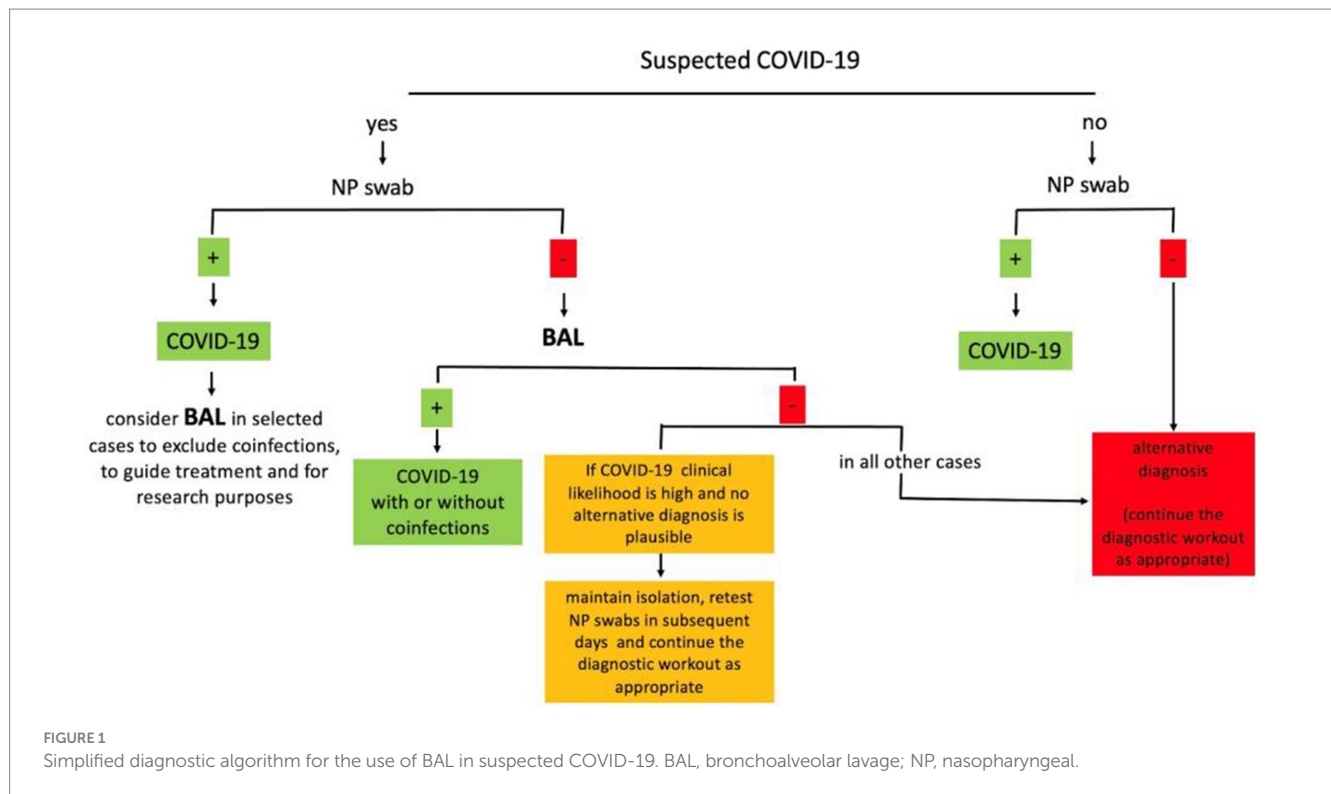 Suspected COVID-19
yes
no
NP swab
NP swab
+
-
+
-
COVID-19
BAL
COVID-19
consider BAL in selected
cases to exclude coinfections,
to guide treatment and for
research purposes
+
-
COVID-19
with or without
coinfections
If COVID-19 clinical
likelihood is high and no
alternative diagnosis is
plausible
in all other cases
alternative
diagnosis
(continue the
diagnostic workout
as appropriate)
maintain isolation, retest
NP swabs in subsequent
days and continue the
diagnostic workout as
appropriate
FIGURE 1
Simplified diagnostic algorithm for the use of BAL in suspected COVID-19. BAL, bronchoalveolar lavage; NP, nasopharyngeal.